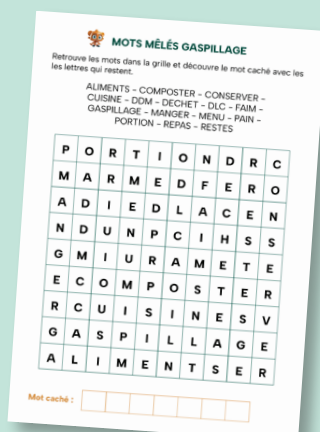 MOTS MÊLÉS GASPILLAGE
Retrouve les mots dans la grille et découvre le mot caché avec les
les lettres qui restent.
ALIMENTS - COMPOSTER - CONSERVER -
CUISINE - DDM - DECHET - DLC - FAIM -
GASPILLAGE - MANGER - MENU - PAIN -
PORTION - REPAS - RESTES
P O R T I O N D R C
M A R M E D F E R O
A D I E D L A C E N
N D U N P C I H S S
G M I U R A M E T E
E C O M P O S T E R
R C U I S I N E S V
G A S P I L L A G E
A L I M E N T S E R
Mot caché :